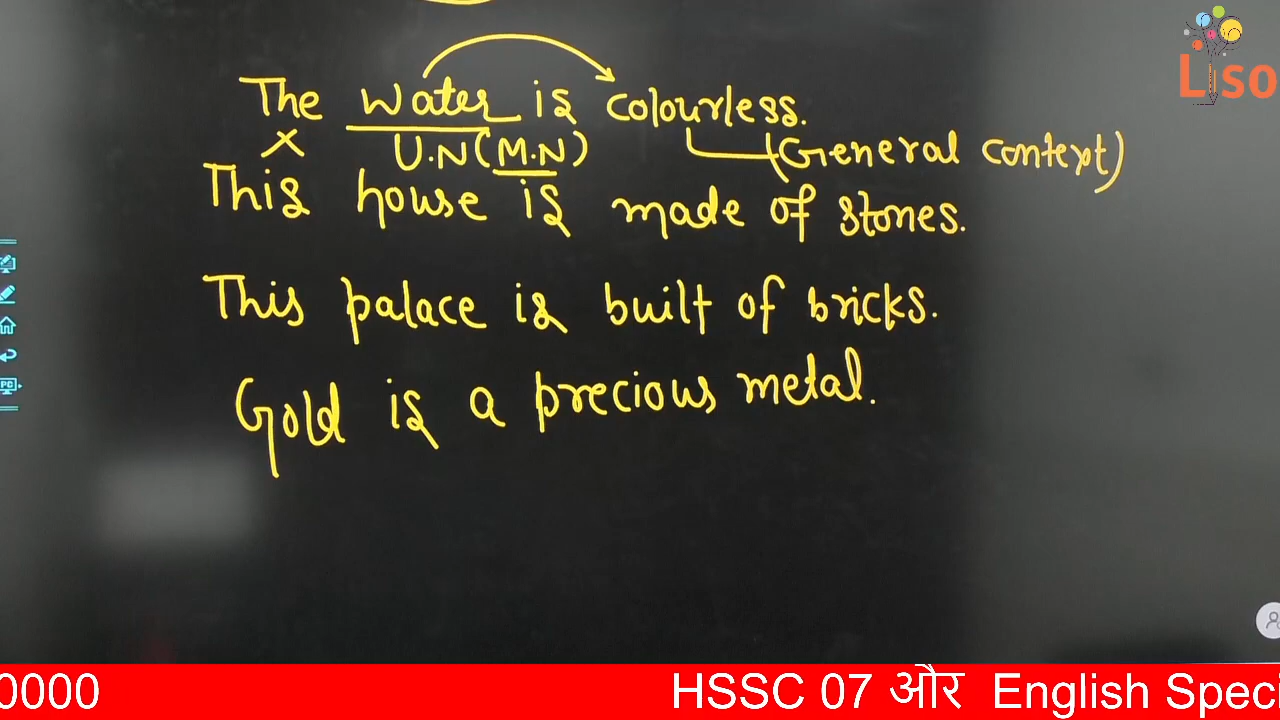 Liso
The water is colourless.
× U.N (M.N) (General context)
This house is made of stones.
This palace is built of bricks.
Gold is a precious metal.
PC
0000 HSSC 07 और English Speci